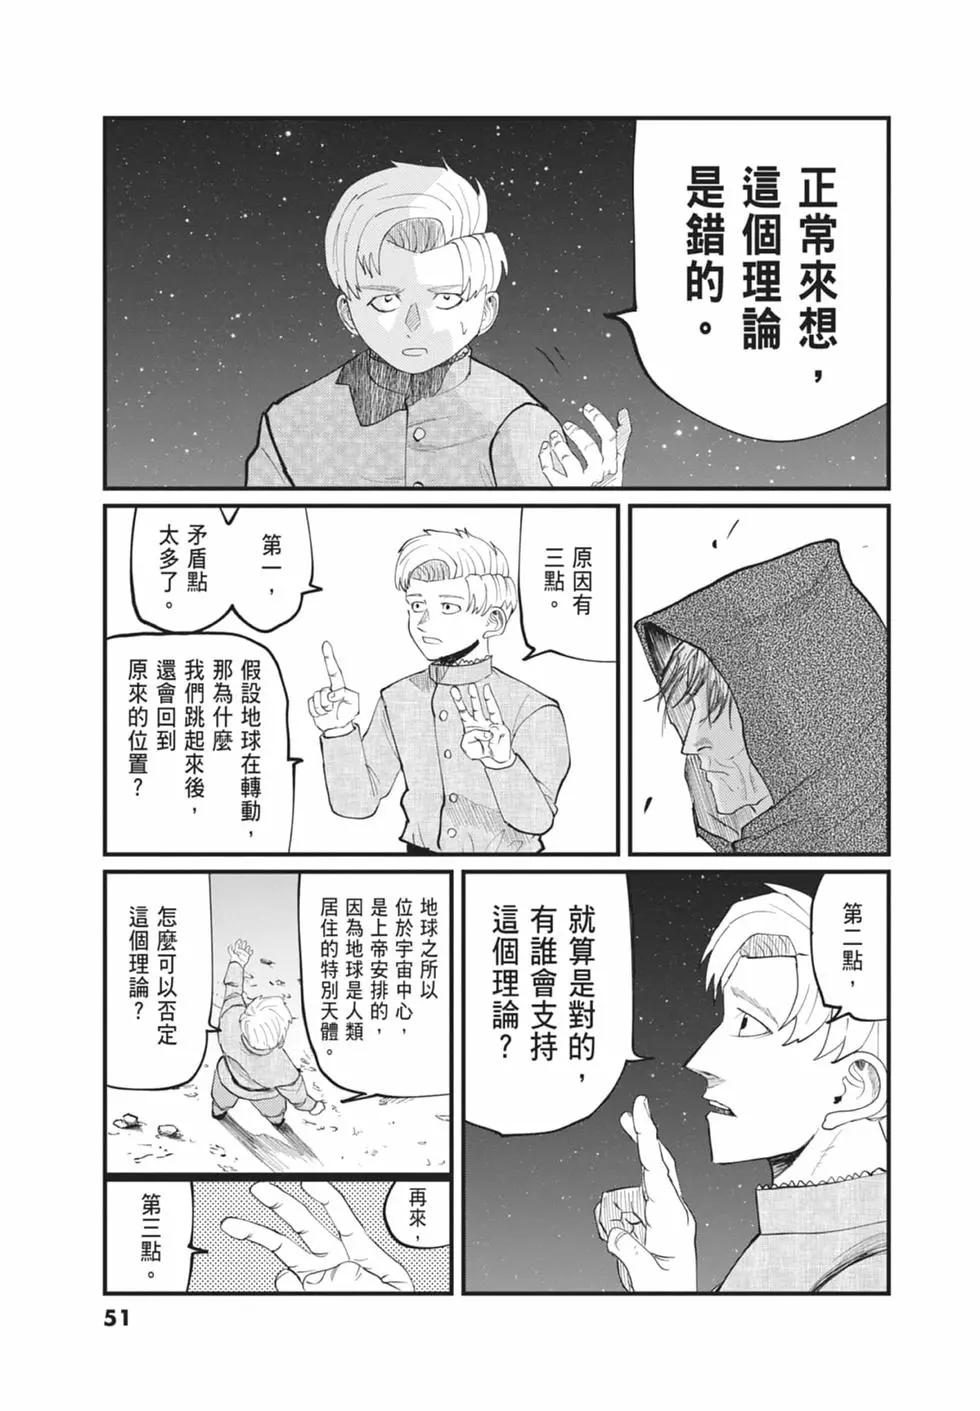 正常來想，
這個理論
是錯的。
原因有
三點。
第一，
矛盾點
太多了。
假設地球在轉動，
那為什麼
我們跳起來後，
還會回到
原來的位置？
第二點，
就算是對的，
有誰會支持
這個理論？
地球之所以
位於宇宙中心，
是上帝安排的，
因為地球是人類
居住的特別天體。
怎麼可以否定
這個理論？
再來，
第三點。
51